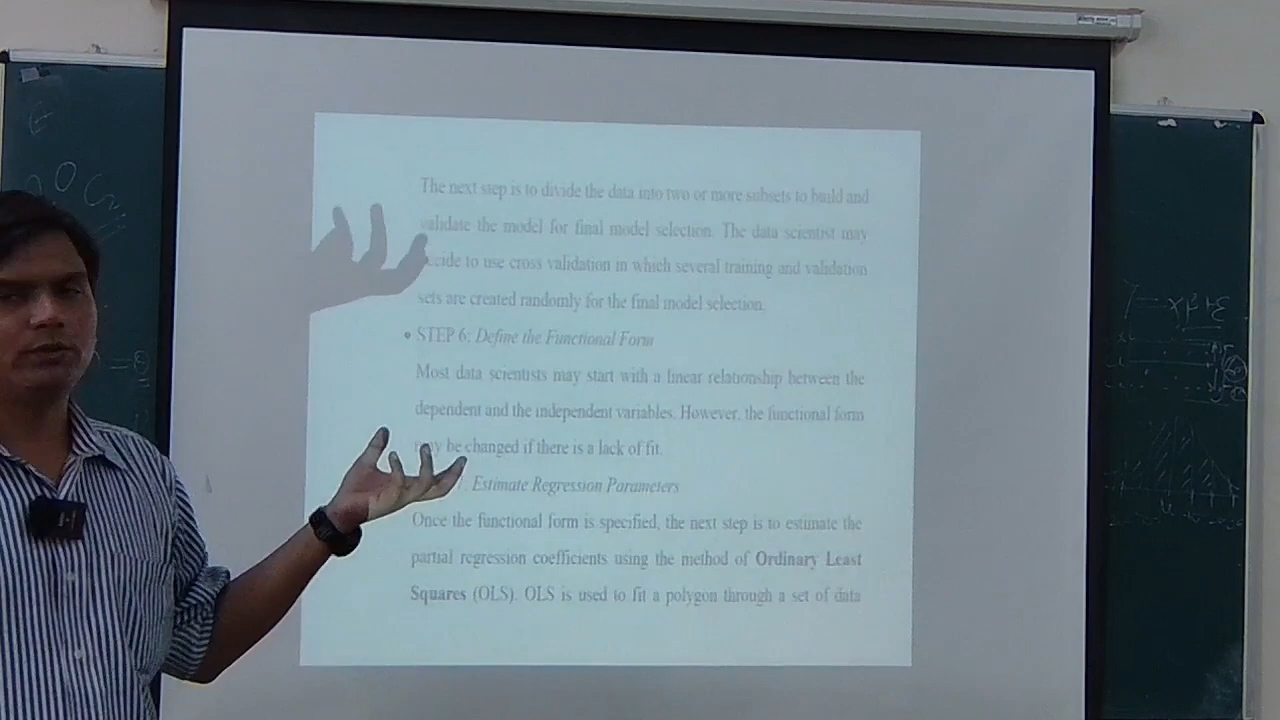 The next step is to divide the data into two or more subsets to build and
validate the model for final model selection. The data scientist may
ecide to use cross validation in which several training and validation
sets are created randomly for the final model selection.
• STEP 6: Define the Functional Form
Most data scientists may start with a linear relationship between the
dependent and the independent variables. However, the functional form
may be changed if there is a lack of fit.
Estimate Regression Parameters
Once the functional form is specified, the next step is to estimate the
partial regression coefficients using the method of Ordinary Least
Squares (OLS). OLS is used to fit a polygon through a set of data
Y = Xβ+ε